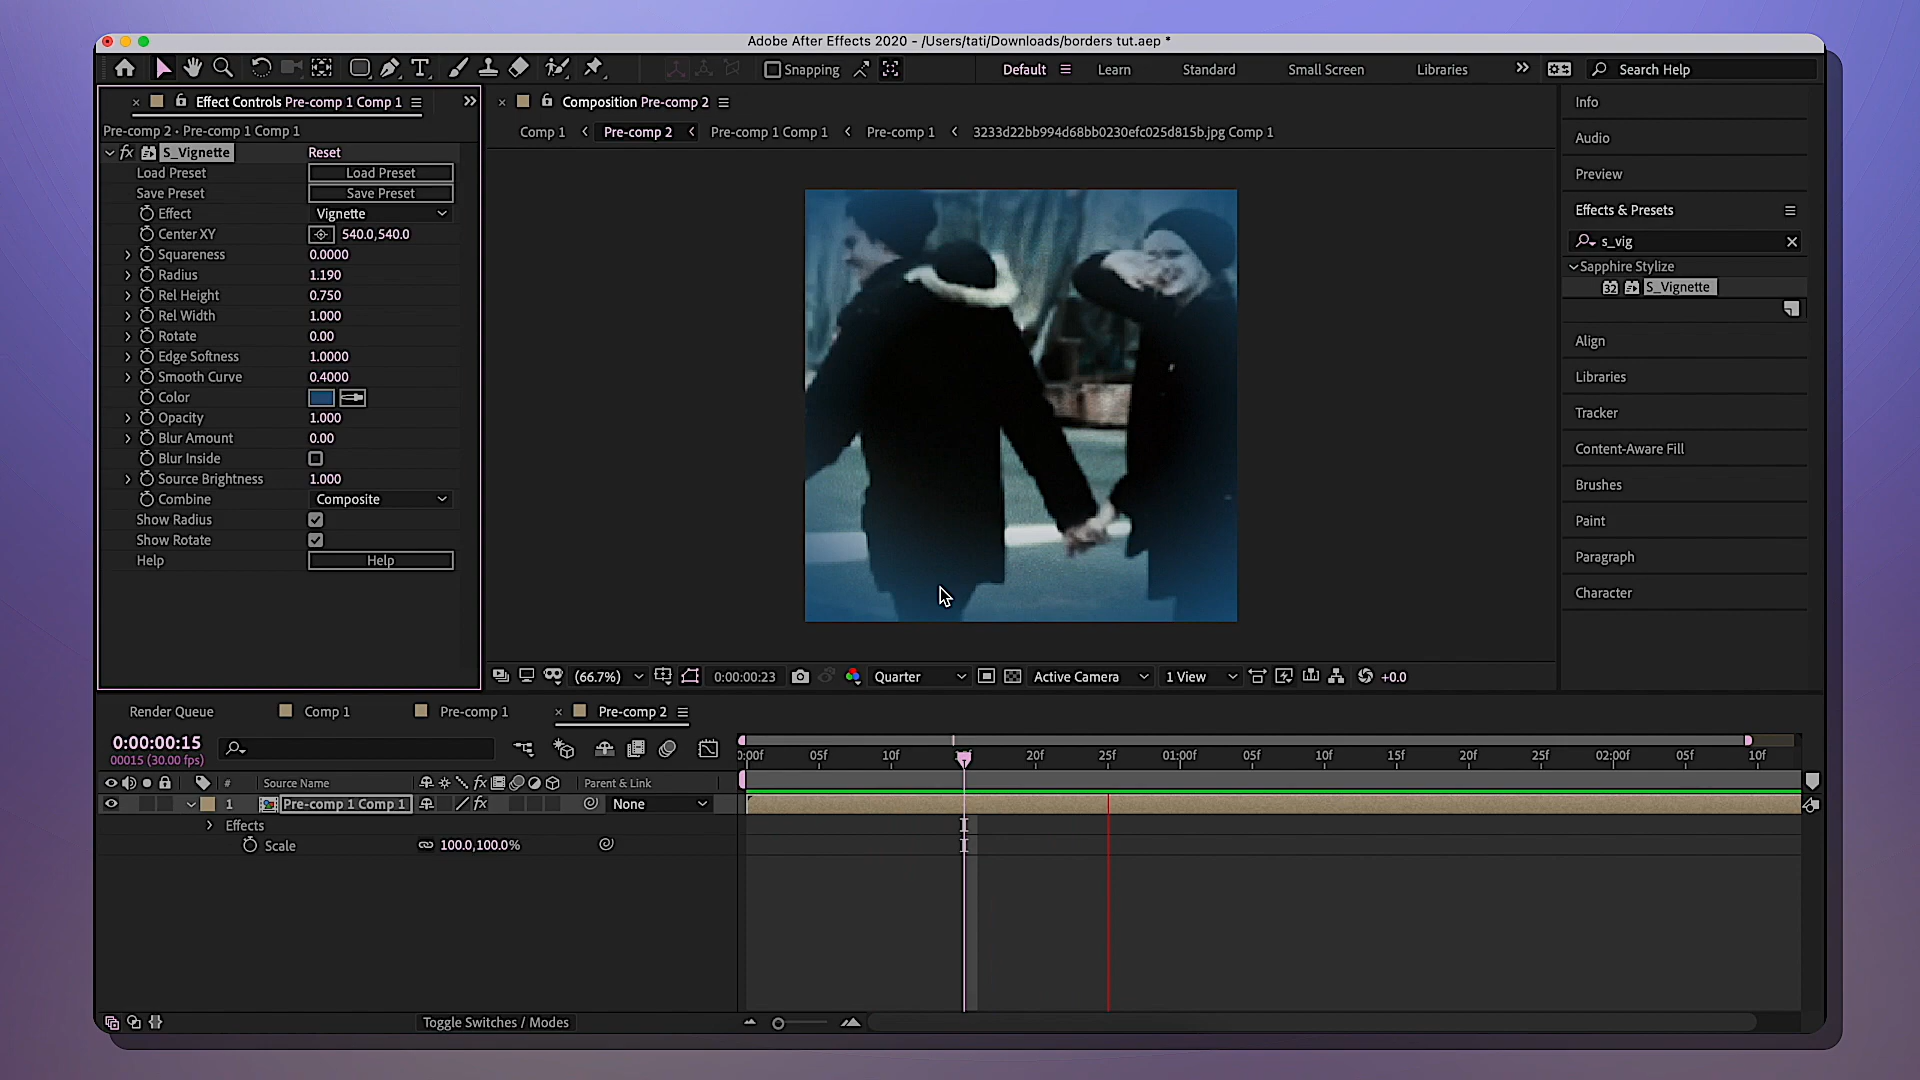 Adobe After Effects 2020 - /Users/tati/Downloads/borders tut.aep *
Snapping
Default
Learn
Standard
Small Screen
Libraries
Search Help
Effect Controls Pre-comp 1 Comp 1
Pre-comp 2 • Pre-comp 1 Comp 1
fx S_Vignette Reset
Load Preset Load Preset
Save Preset Save Preset
Effect Vignette
Center XY 540.0,540.0
Squareness 0.0000
Radius 1.190
Rel Height 0.750
Rel Width 1.000
Rotate 0.00
Edge Softness 1.0000
Smooth Curve 0.4000
Color
Opacity 1.000
Blur Amount 0.00
Blur Inside
Source Brightness 1.000
Combine Composite
Show Radius
Show Rotate
Help Help
Composition Pre-comp 2
Comp 1 Pre-comp 2 Pre-comp 1 Comp 1 Pre-comp 1 3233d22bb994d68bb0230efc025d815b.jpg Comp 1
(66.7%) 0:00:00:23 Quarter Active Camera 1 View +0.0
Info
Audio
Preview
Effects & Presets
s_vig
Sapphire Stylize
32 S_Vignette
Align
Libraries
Tracker
Content-Aware Fill
Brushes
Paint
Paragraph
Character
Render Queue Comp 1 Pre-comp 1 Pre-comp 2
0:00:00:15
00015 (30.00 fps)
# Source Name fx Parent & Link
1 Pre-comp 1 Comp 1 fx None
Effects
Scale 100.0,100.0%
:00f 05f 10f 20f 25f 01:00f 05f 10f 15f 20f 25f 02:00f 05f 10f
Toggle Switches / Modes